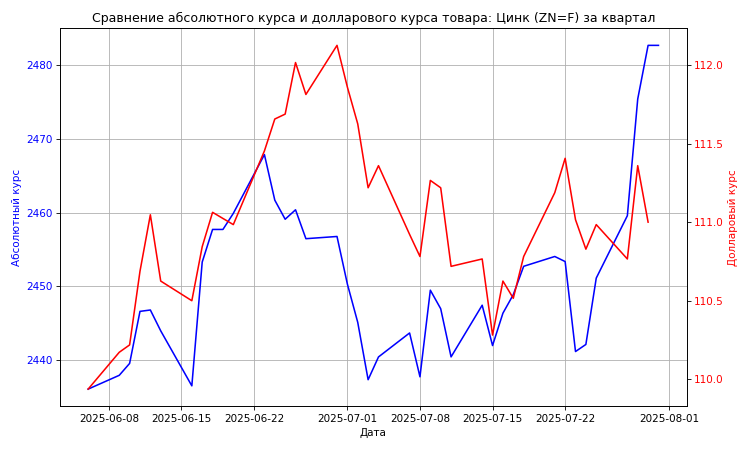 Сравнение абсолютного курса и долларового курса товара: Цинк (ZN=F) за квартал
2480
2470
2460
2450
2440
Абсолютный курс
112.0
111.5
111.0
110.5
110.0
Долларовый курс
2025-06-08 2025-06-15 2025-06-22 2025-07-01 2025-07-08 2025-07-15 2025-07-22 2025-08-01
Дата